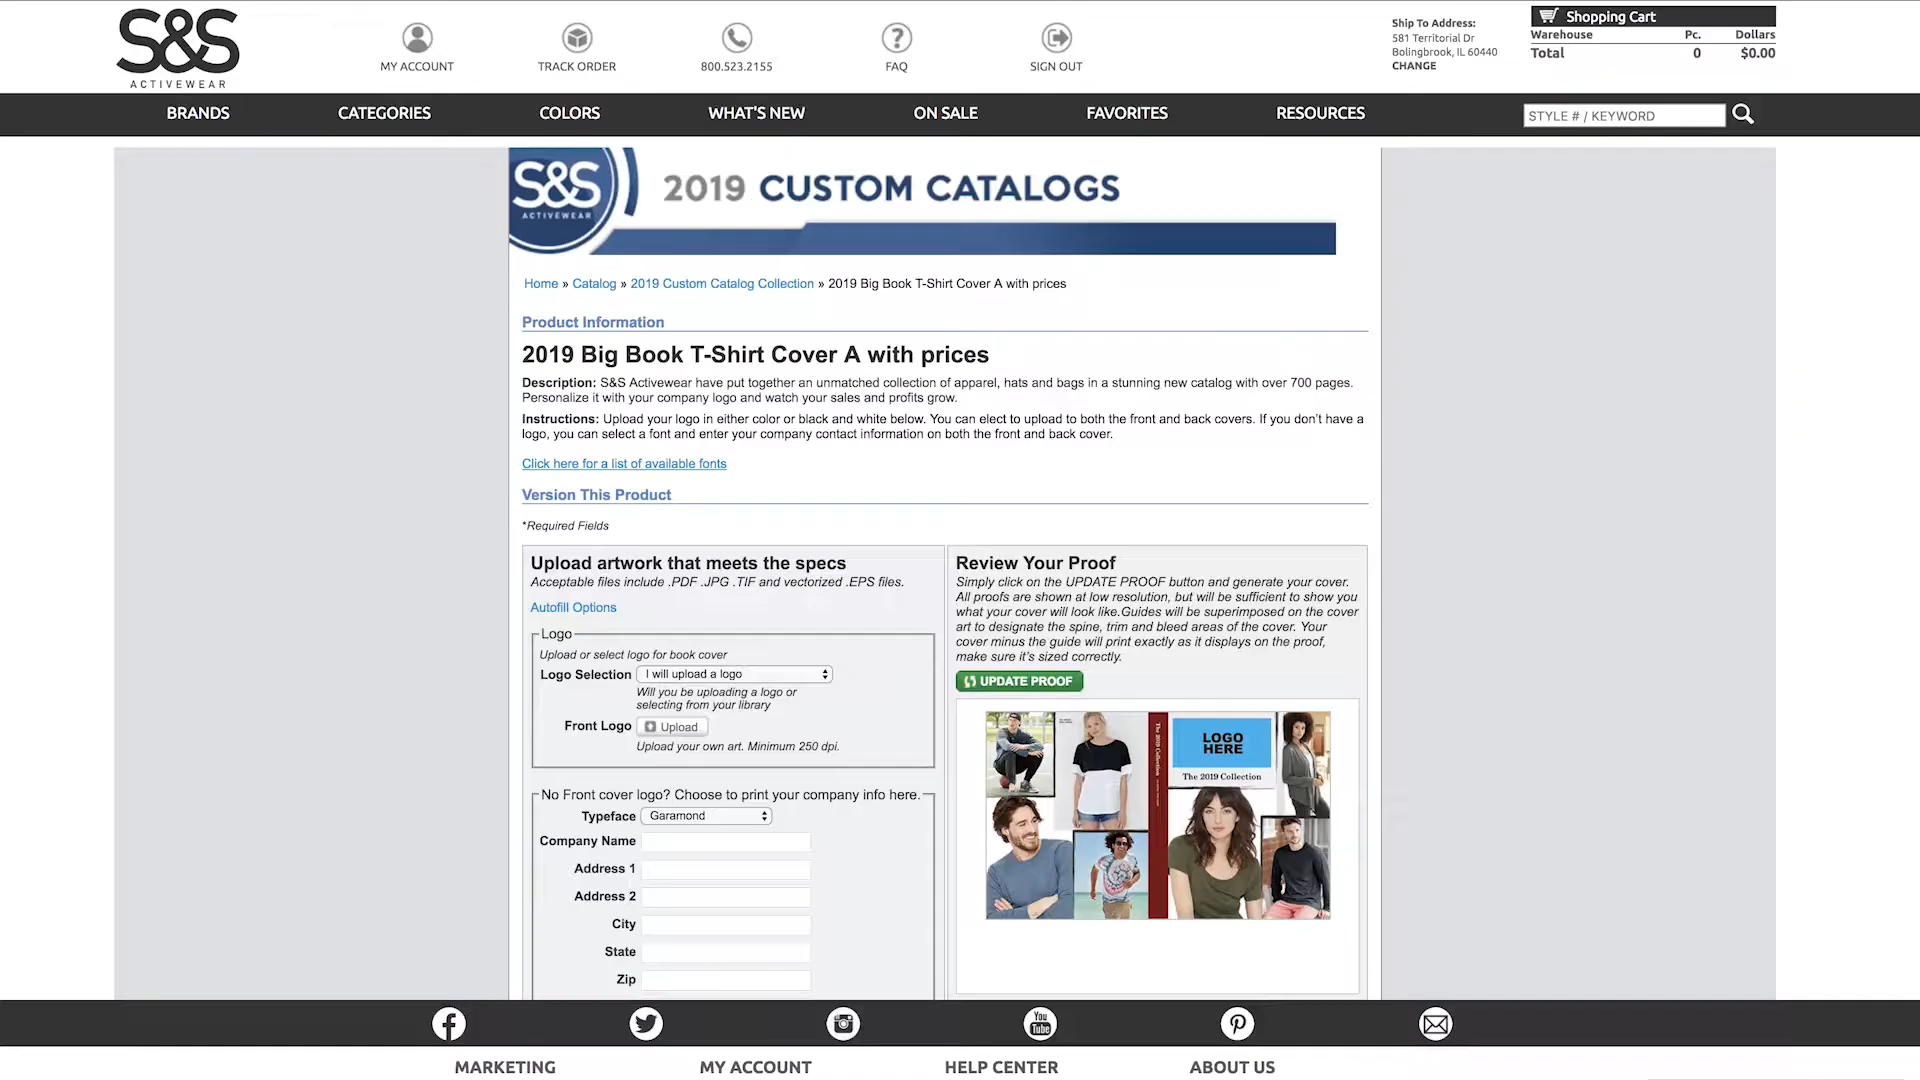 S&S
ACTIVEWEAR
MY ACCOUNT
TRACK ORDER
800.523.2155
FAQ
SIGN OUT
Ship To Address:
581 Territorial Dr
Bolingbrook, IL 60440
CHANGE
Shopping Cart
Warehouse Pc. Dollars
Total 0 $0.00
BRANDS
CATEGORIES
COLORS
WHAT'S NEW
ON SALE
FAVORITES
RESOURCES
STYLE # / KEYWORD
S&S
ACTIVEWEAR
2019 CUSTOM CATALOGS
Home » Catalog » 2019 Custom Catalog Collection » 2019 Big Book T-Shirt Cover A with prices
Product Information
2019 Big Book T-Shirt Cover A with prices
Description: S&S Activewear have put together an unmatched collection of apparel, hats and bags in a stunning new catalog with over 700 pages.
Personalize it with your company logo and watch your sales and profits grow.
Instructions: Upload your logo in either color or black and white below. You can elect to upload to both the front and back covers. If you don't have a
logo, you can select a font and enter your company contact information on both the front and back cover.
Click here for a list of available fonts
Version This Product
*Required Fields
Upload artwork that meets the specs
Acceptable files include .PDF .JPG .TIF and vectorized .EPS files.
Autofill Options
Logo
Upload or select logo for book cover
Logo Selection I will upload a logo
Will you be uploading a logo or
selecting from your library
Front Logo Upload
Upload your own art. Minimum 250 dpi.
No Front cover logo? Choose to print your company info here.
Typeface Garamond
Company Name
Address 1
Address 2
City
State
Zip
Review Your Proof
Simply click on the UPDATE PROOF button and generate your cover.
All proofs are shown at low resolution, but will be sufficient to show you
what your cover will look like.Guides will be superimposed on the cover
art to designate the spine, trim and bleed areas of the cover. Your
cover minus the guide will print exactly as it displays on the proof,
make sure it's sized correctly.
UPDATE PROOF
The 2019 Collection
LOGO
HERE
The 2019 Collection
You
Tube
MARKETING
MY ACCOUNT
HELP CENTER
ABOUT US